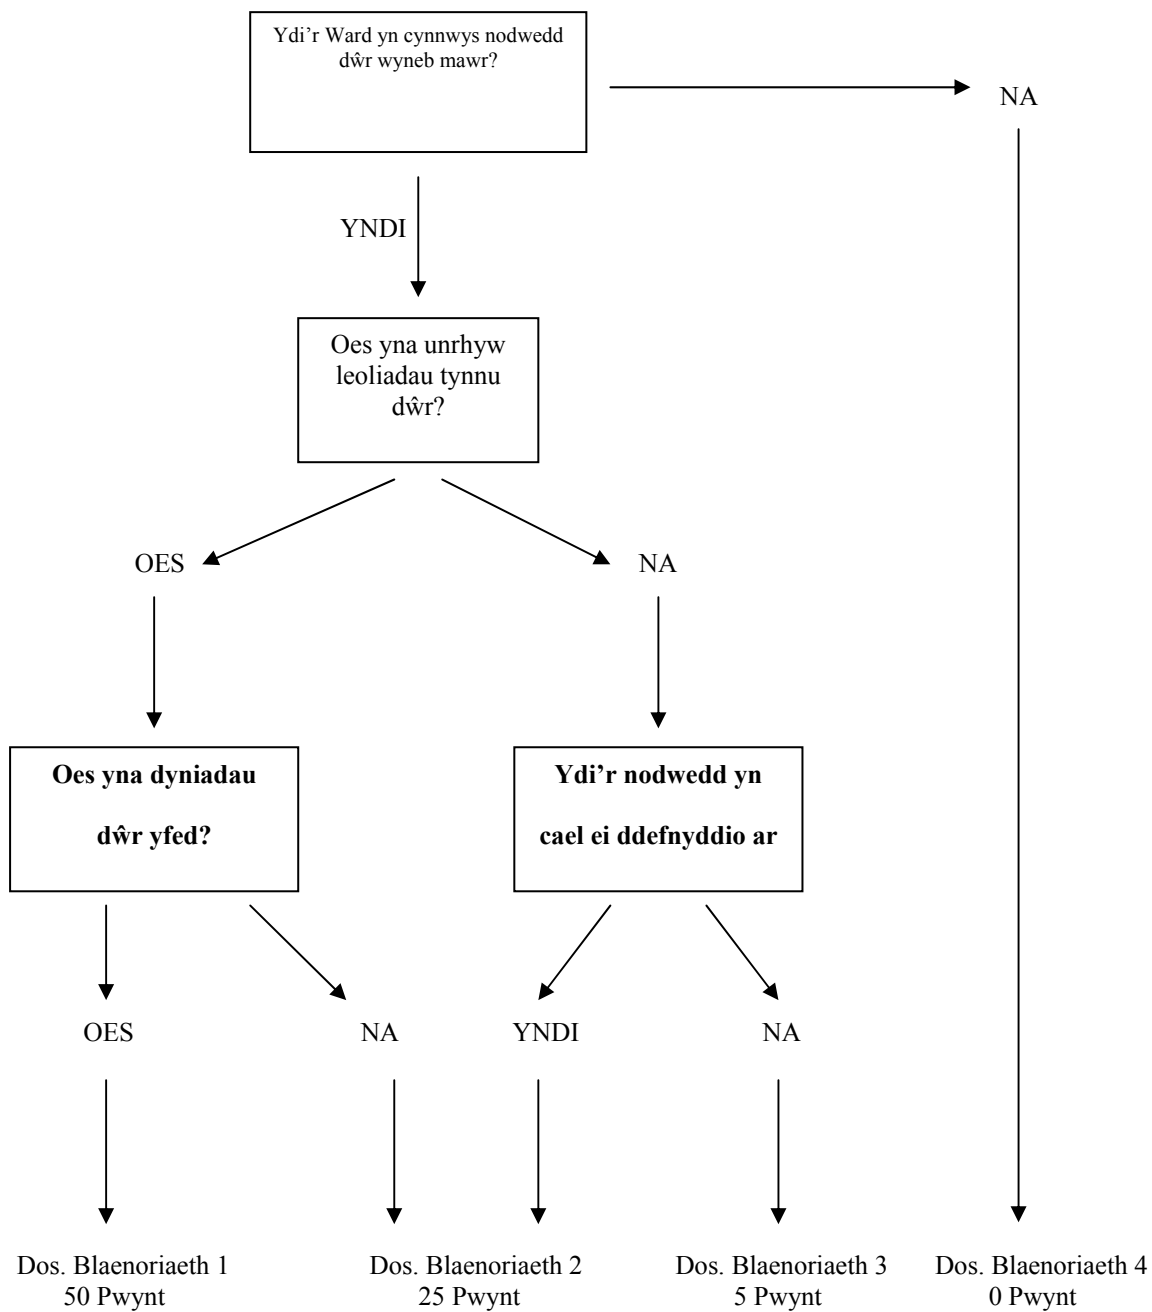 Ydi’r Ward yn cynnwys nodwedd
dŵr wyneb mawr?
NA
YNDI
Oes yna unrhyw
leoliadau tynnu
dŵr?
OES
NA
Oes yna dyniadau
dŵr yfed?
Ydi’r nodwedd yn
cael ei ddefnyddio ar
OES
NA
YNDI
NA
Dos. Blaenoriaeth 1
50 Pwynt
Dos. Blaenoriaeth 2
25 Pwynt
Dos. Blaenoriaeth 3
5 Pwynt
Dos. Blaenoriaeth 4
0 Pwynt